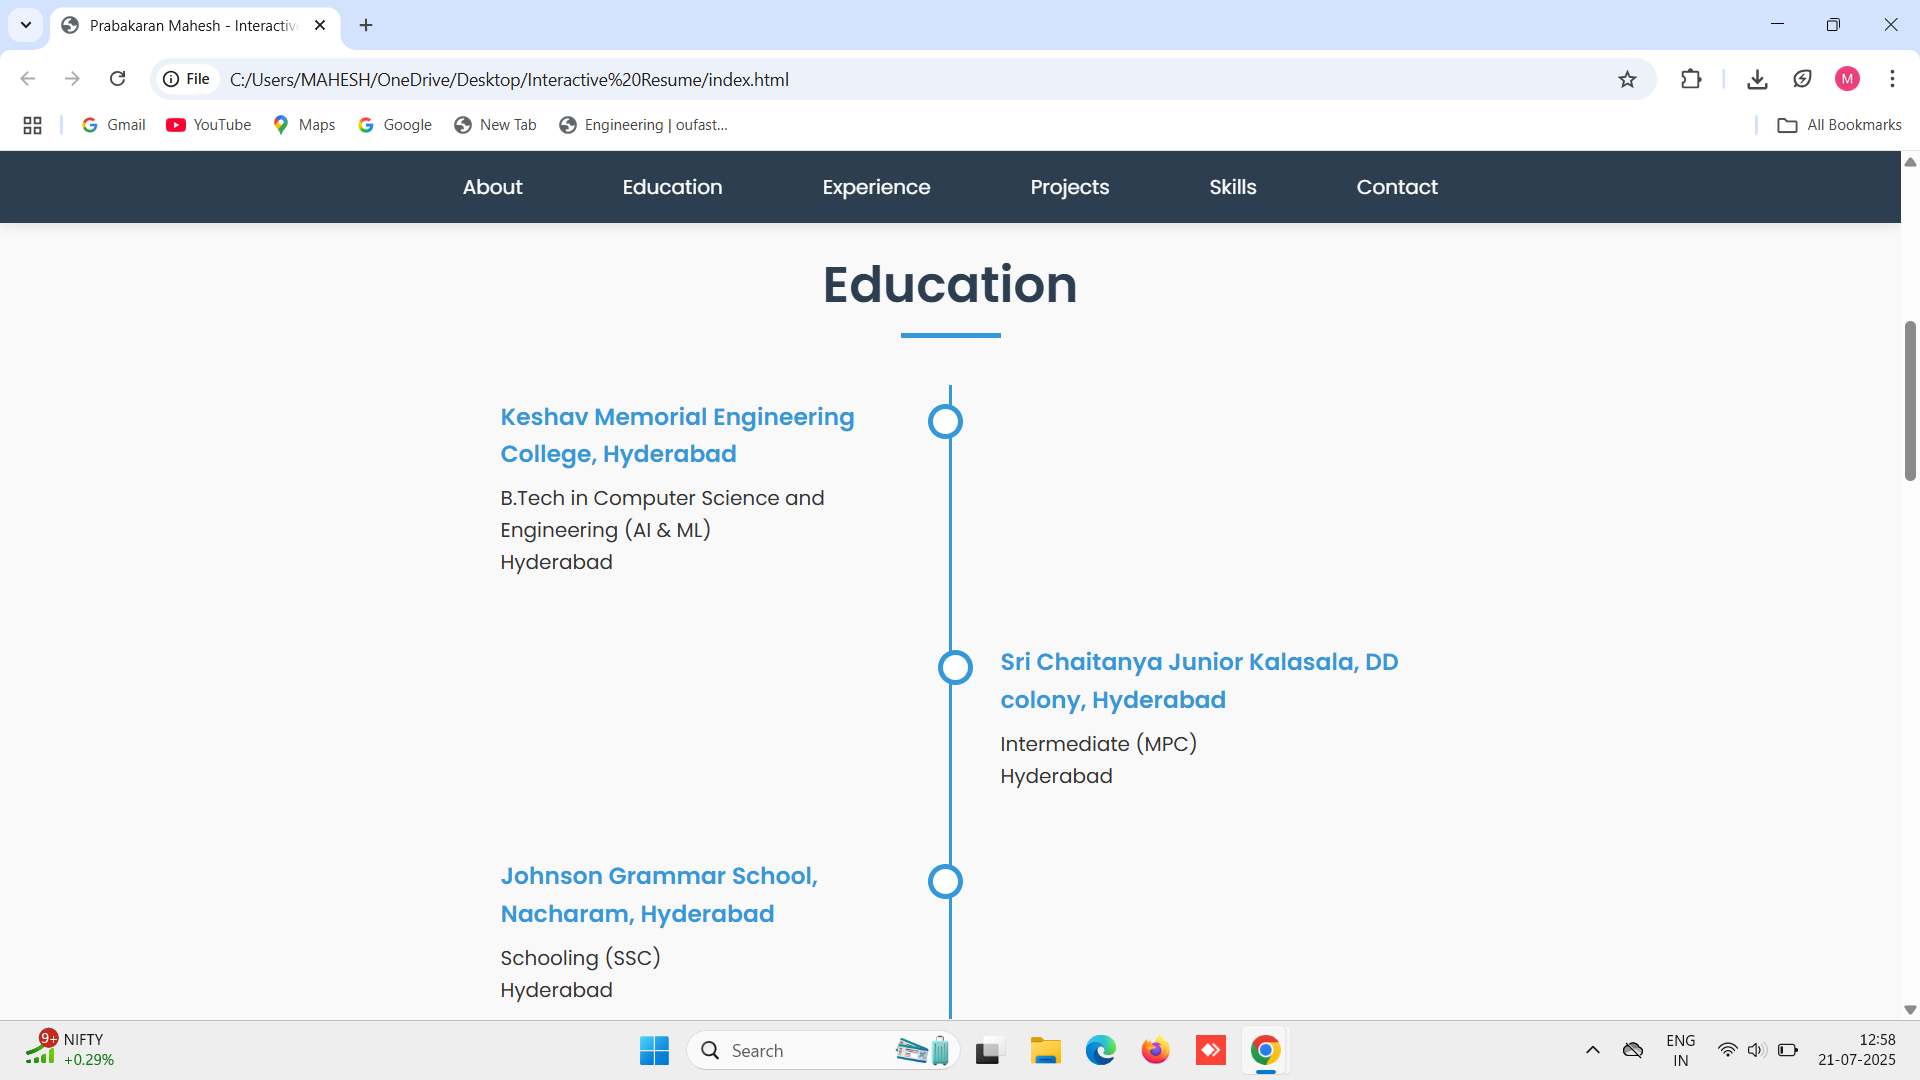 Prabakaran Mahesh - Interactive
File
C:/Users/MAHESH/OneDrive/Desktop/Interactive%20Resume/index.html
M
Gmail
YouTube
Maps
Google
New Tab
Engineering | oufast...
All Bookmarks
About
Education
Experience
Projects
Skills
Contact
Education
Keshav Memorial Engineering
College, Hyderabad
B.Tech in Computer Science and
Engineering (AI & ML)
Hyderabad
Sri Chaitanya Junior Kalasala, DD
colony, Hyderabad
Intermediate (MPC)
Hyderabad
Johnson Grammar School,
Nacharam, Hyderabad
Schooling (SSC)
Hyderabad
9+
NIFTY
+0.29%
Search
ENG
IN
12:58
21-07-2025